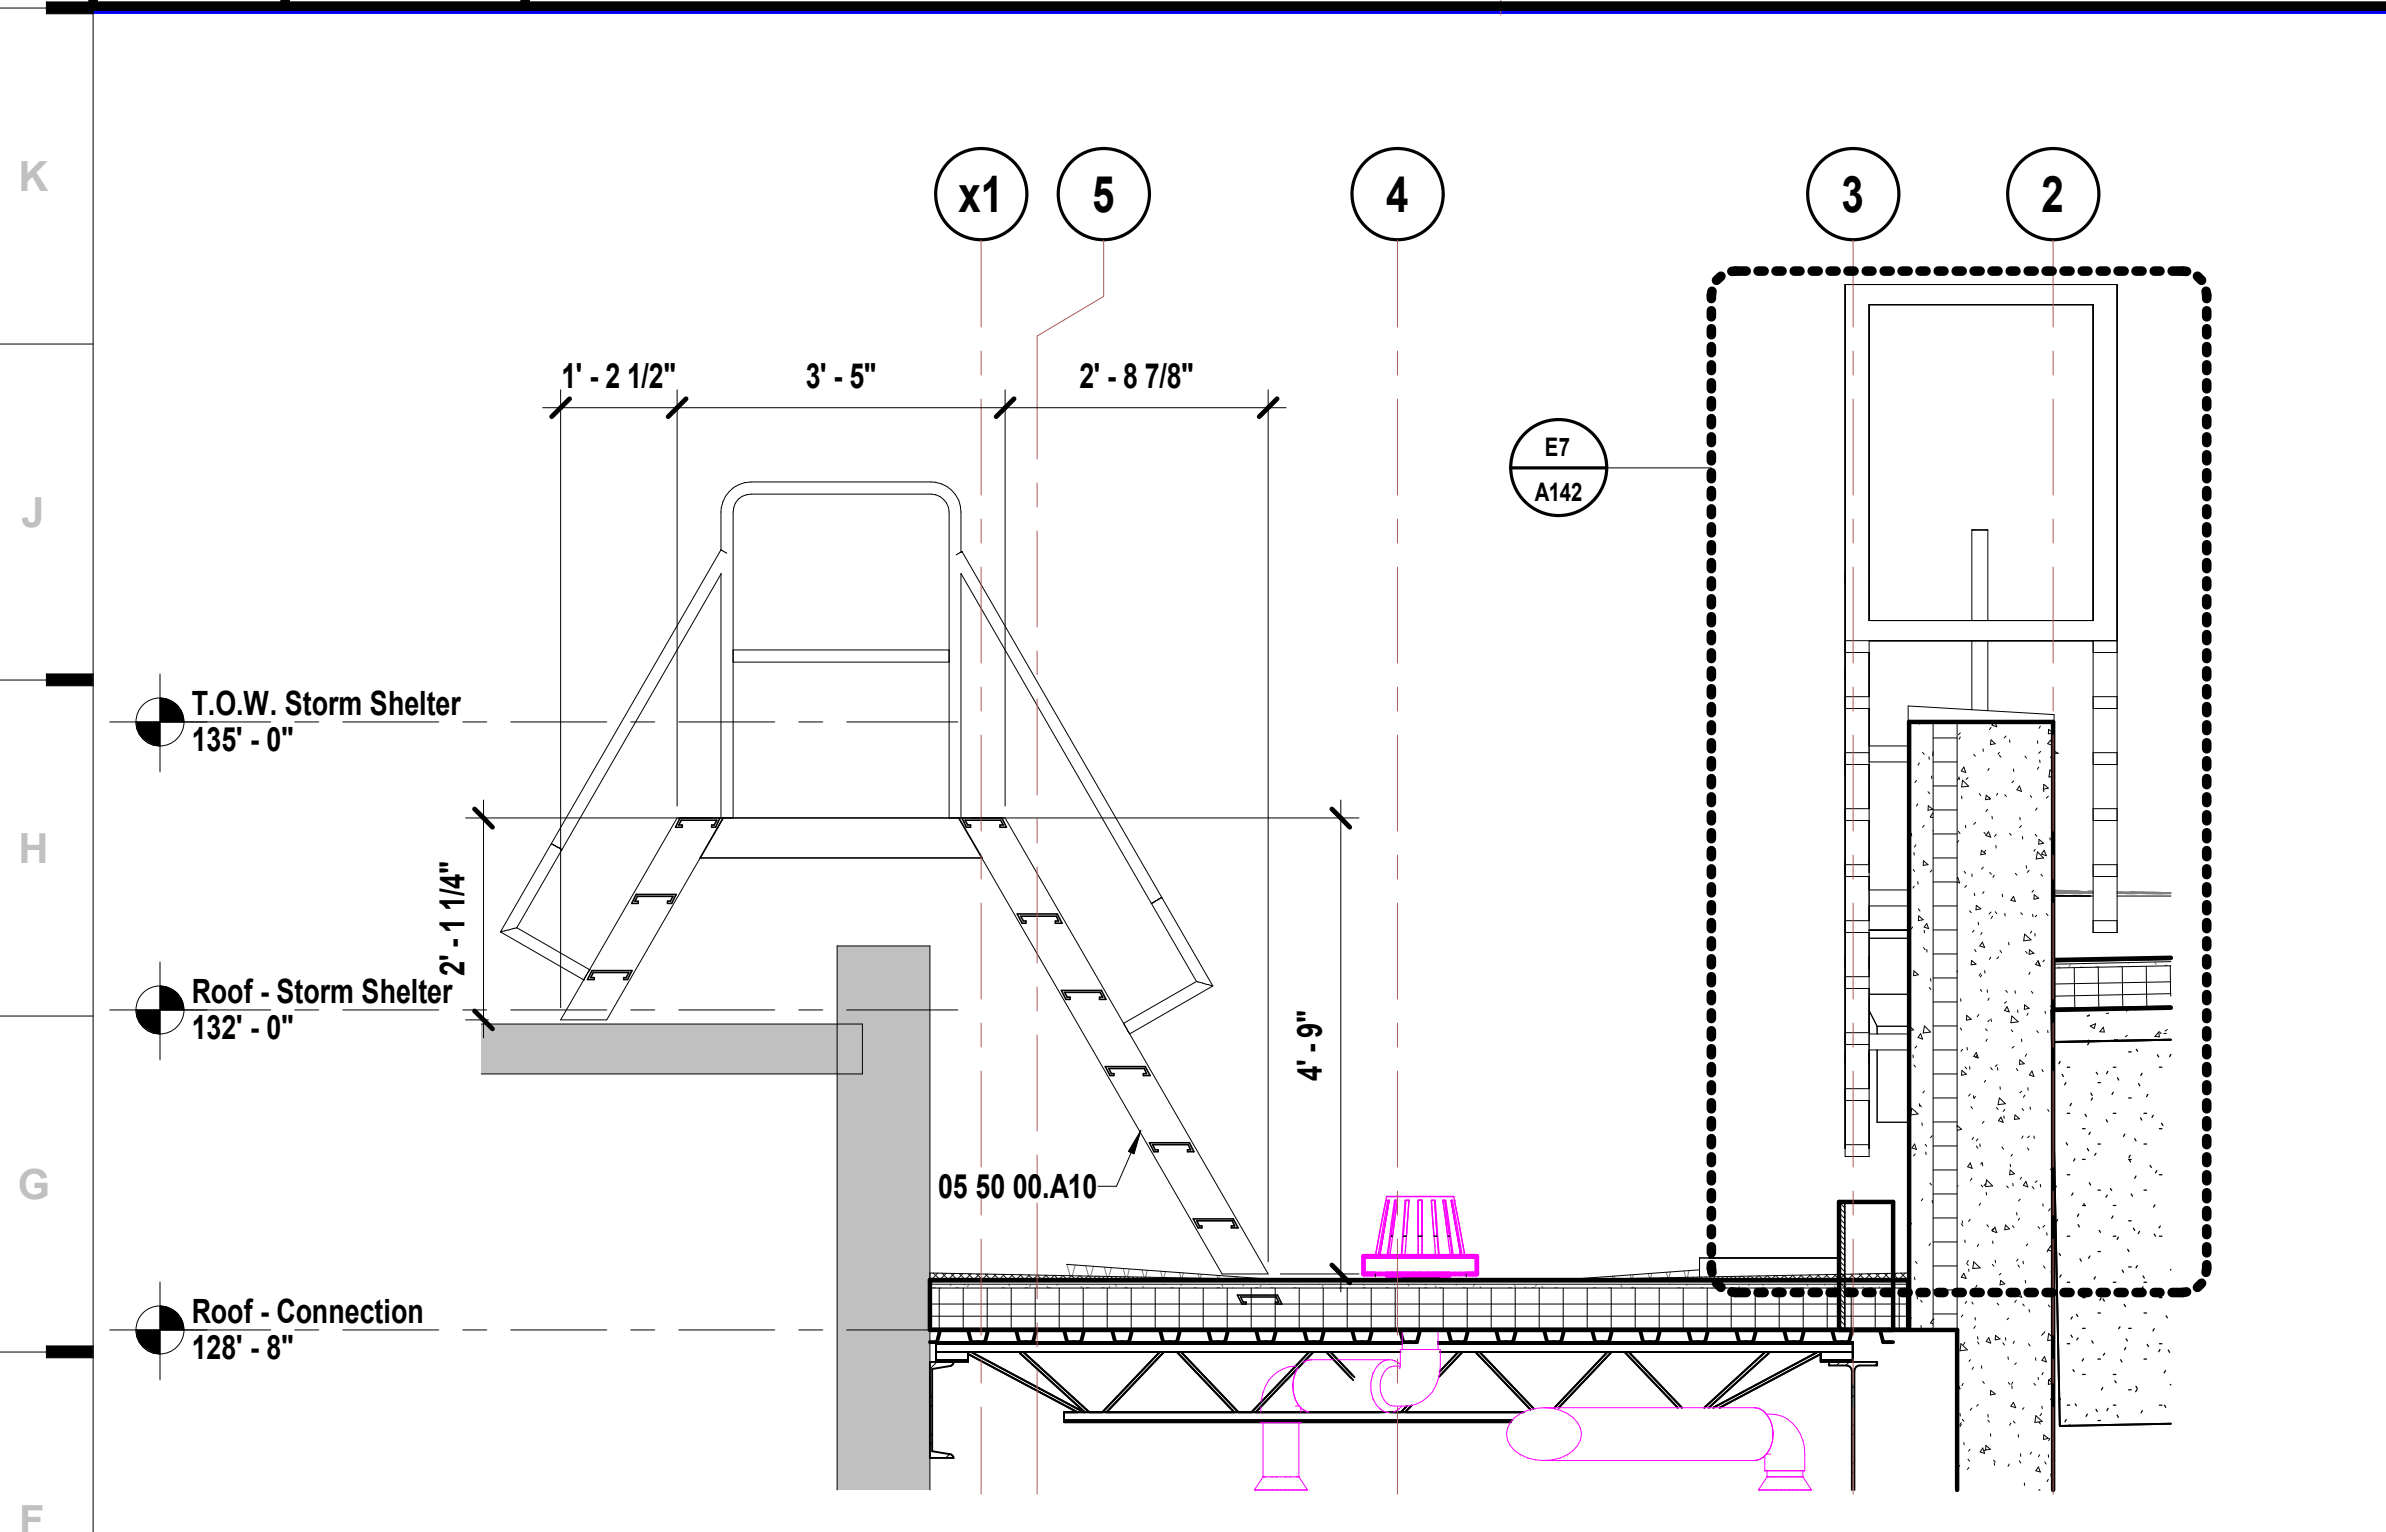 K
x1
5
4
3
2
1' - 2 1/2"
3' - 5"
2' - 8 7/8"
E7
A142
J
T.O.W. Storm Shelter
135' - 0"
H
2' - 1 1/4"
Roof - Storm Shelter
132' - 0"
4' - 9"
G
05 50 00.A10
Roof - Connection
128' - 8"
F